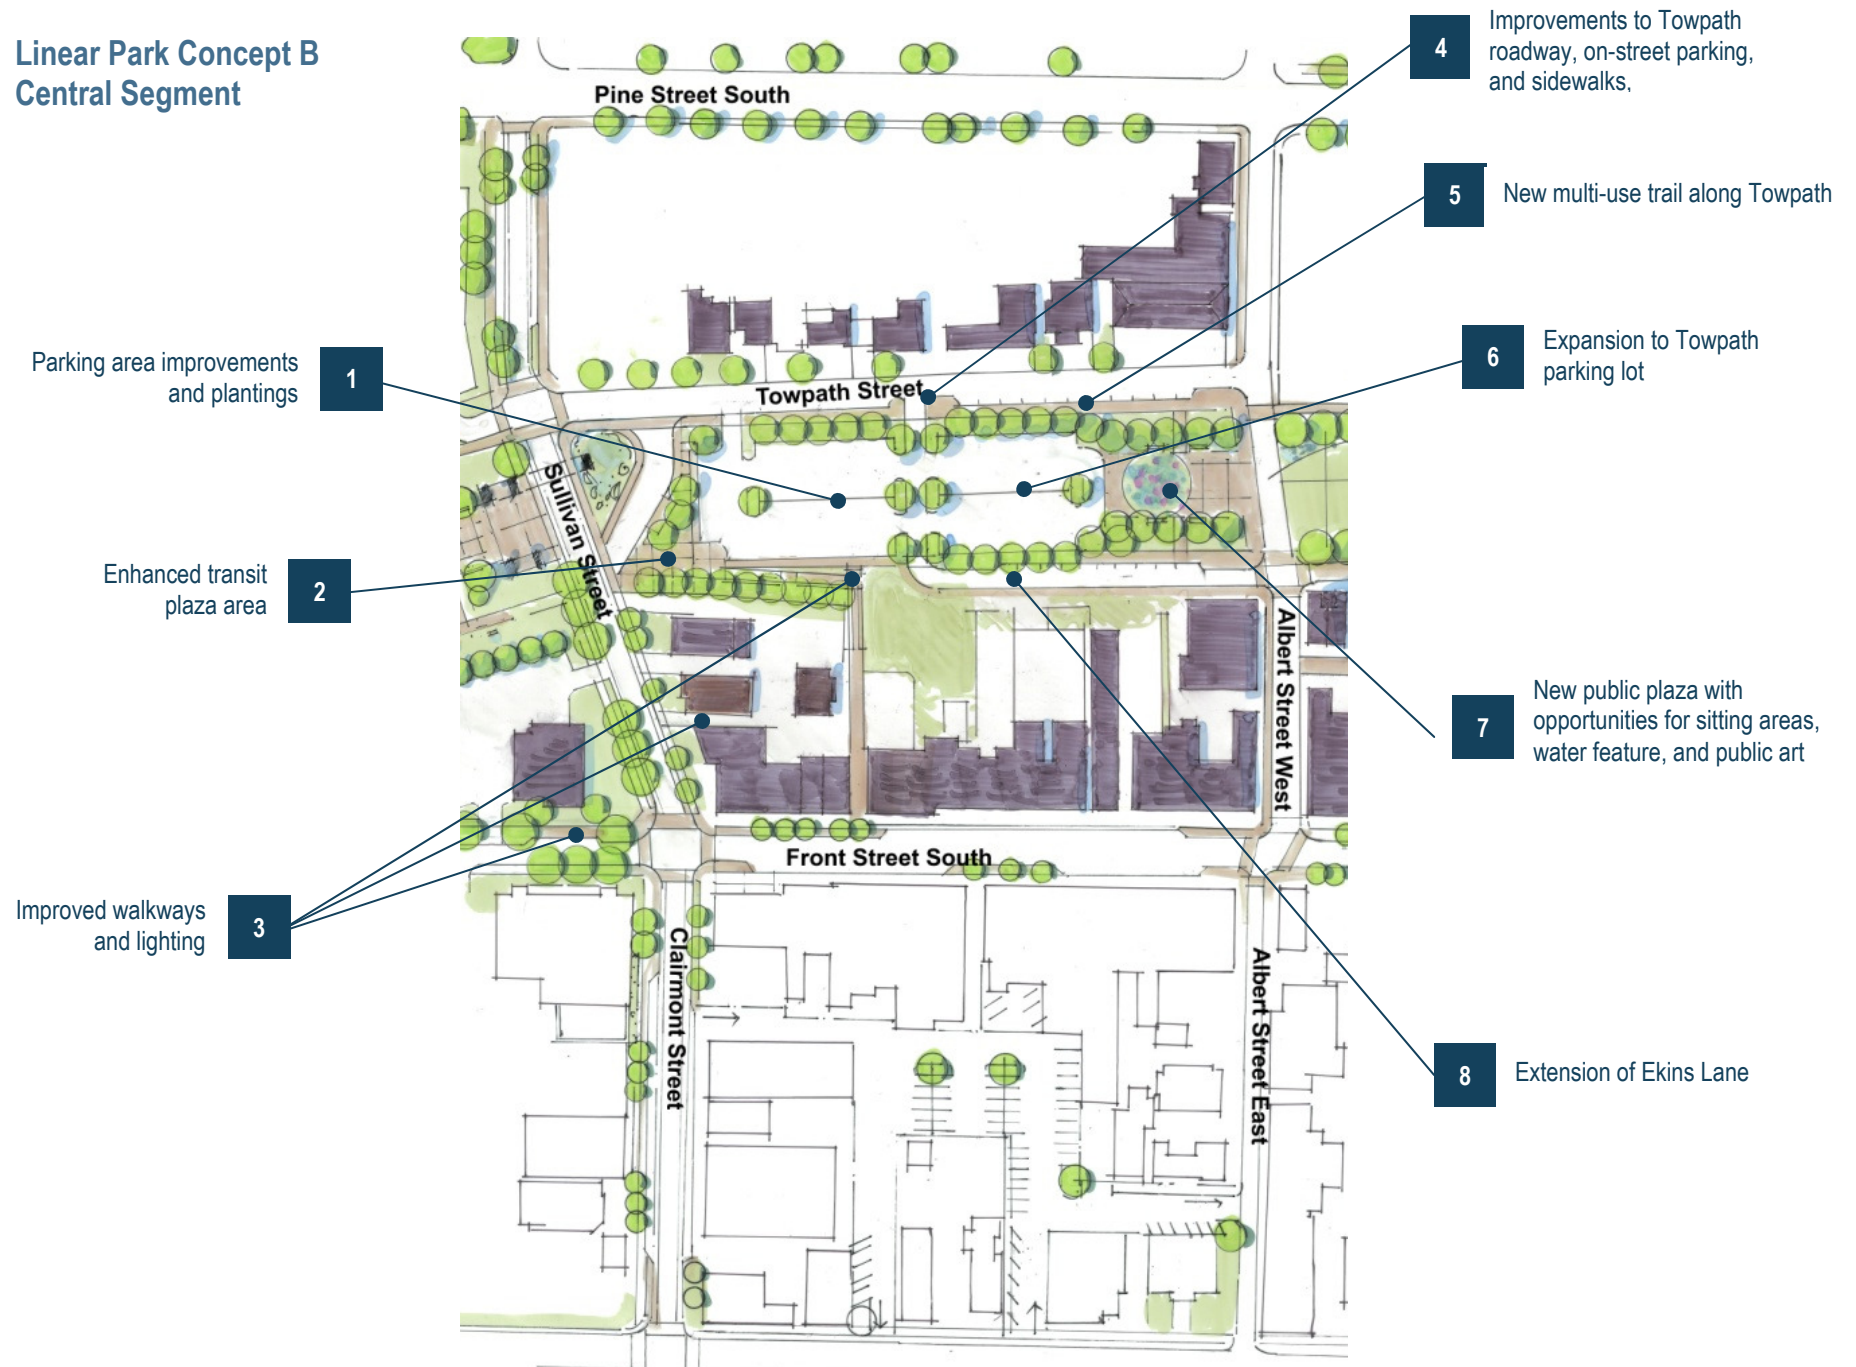 Linear Park Concept B
Central Segment
Pine Street South
4
Improvements to Towpath
roadway, on-street parking,
and sidewalks,
5
New multi-use trail along Towpath
Parking area improvements
and plantings
1
Towpath Street
6
Expansion to Towpath
parking lot
Sullivan Street
Enhanced transit
plaza area
2
Albert Street West
7
New public plaza with
opportunities for sitting areas,
water feature, and public art
Front Street South
Improved walkways
and lighting
3
Clairmont Street
Albert Street East
8
Extension of Ekins Lane